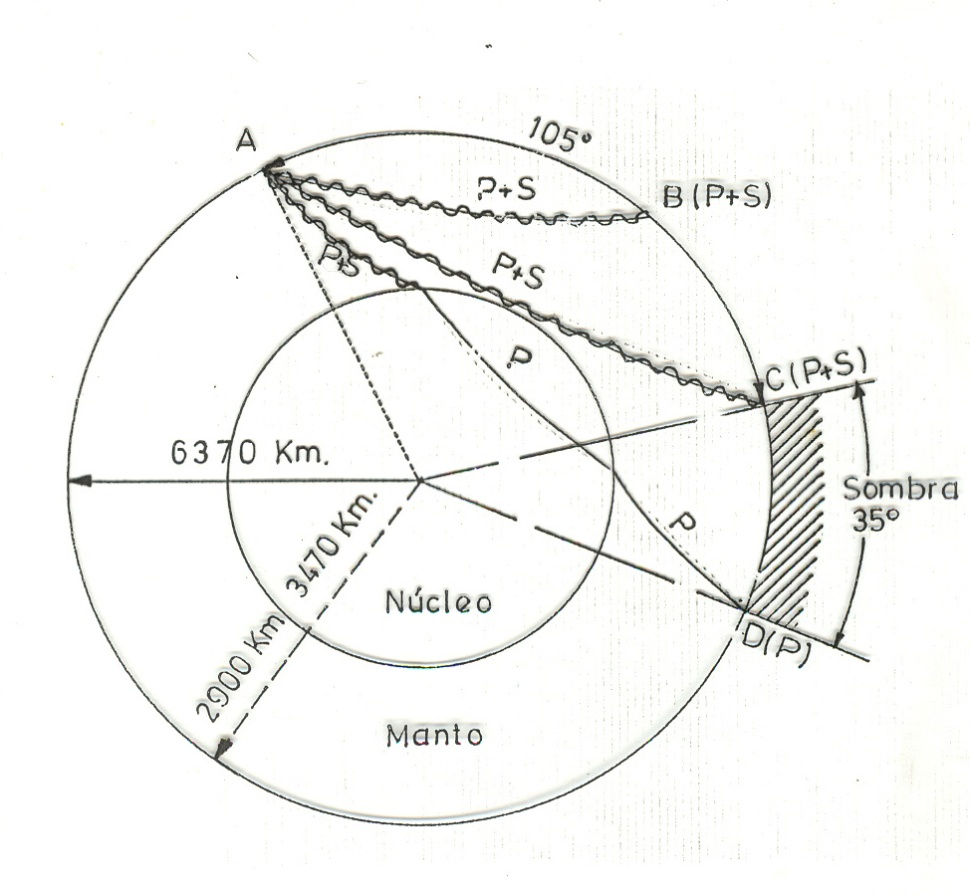 105°
A
P+S
B (P+S)
P+S
P+S
P
C (P+S)
6370 Km.
Sombra
35°
3470 Km.
P
Núcleo
2900 Km
D(P)
Manto